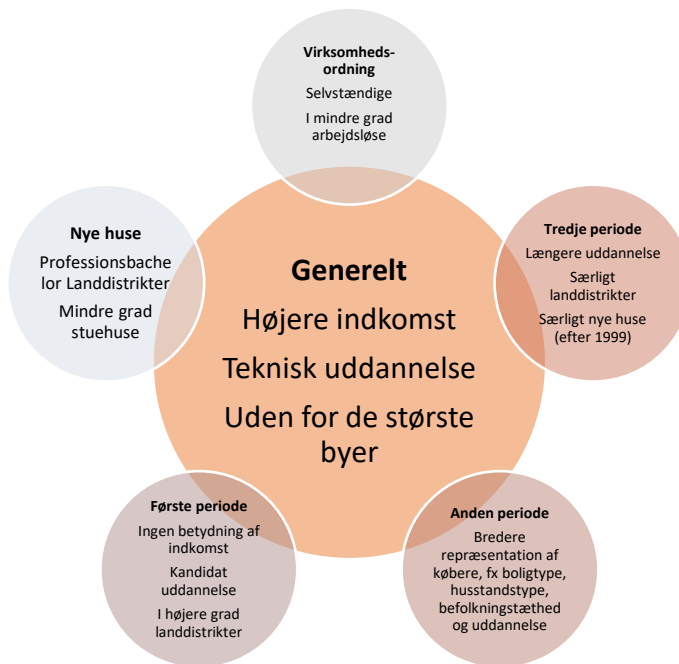 Virksomheds-
ordning
Selvstændige
I mindre grad
arbejdsløse
Nye huse
Professionsbache
lor Landdistrikter
Mindre grad
stuehuse
Generelt
Højere indkomst
Teknisk uddannelse
Uden for de største
byer
Tredje periode
Længere uddannelse
Særligt
landdistrikter
Særligt nye huse
(efter 1999)
Første periode
Ingen betydning af
indkomst
Kandidat
uddannelse
I højere grad
landdistrikter
Anden periode
Bredere
repræsentation af
købere, fx boligtype,
husstandstype,
befolkningstæthed
og uddannelse